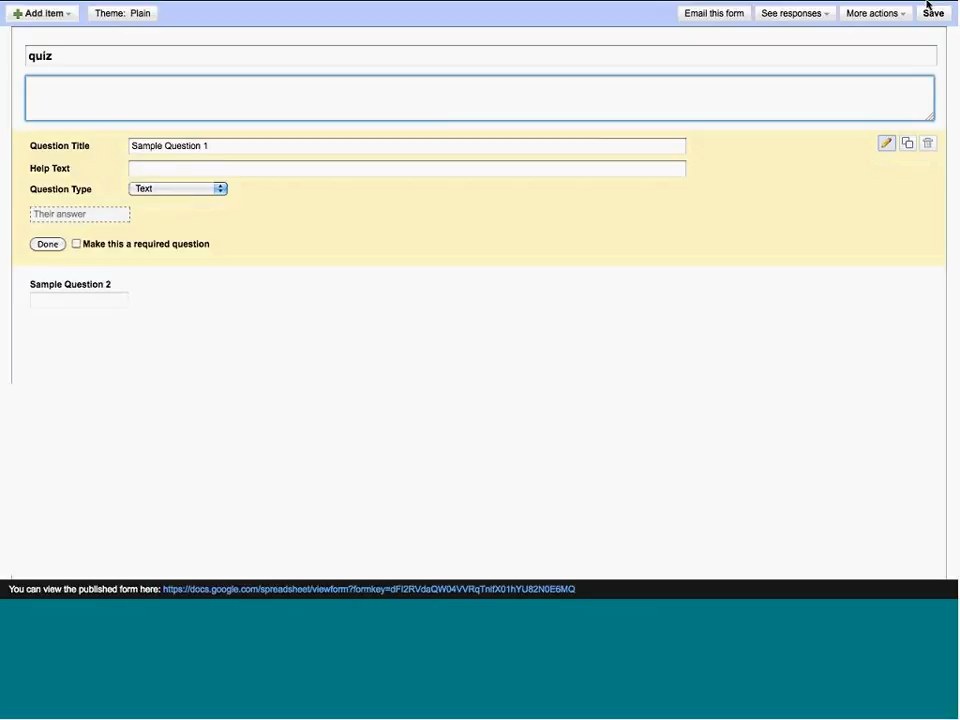 Add item Theme: Plain Email this form See responses More actions Save
quiz
Question Title Sample Question 1
Help Text
Question Type Text
Their answer
Done Make this a required question
Sample Question 2
You can view the published form here: https://docs.google.com/spreadsheet/viewform?formkey=dFI2RVdaQW04VVRqTnlfX01hYU82N0E6MQ